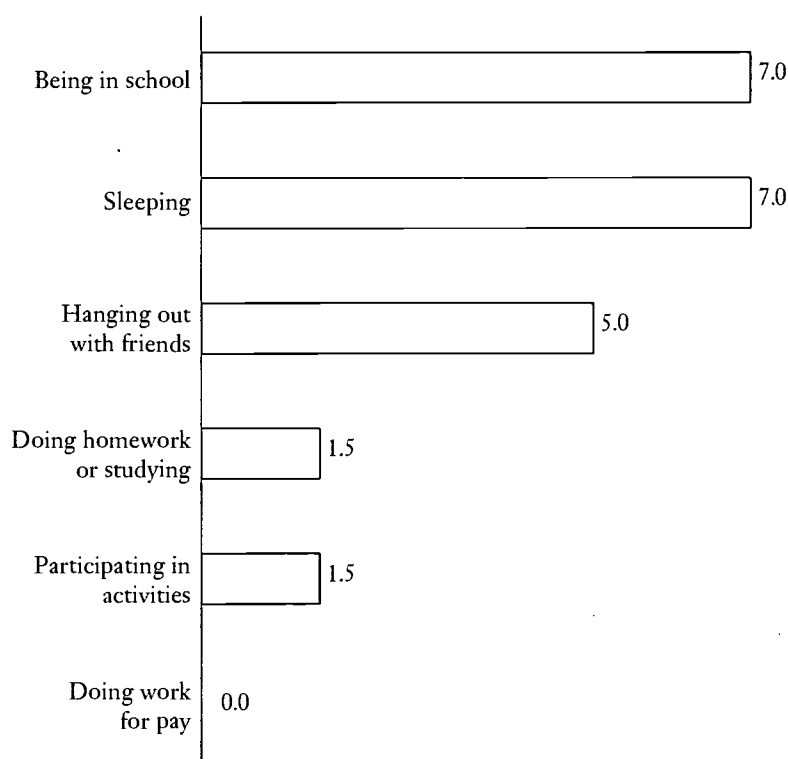 Being in school
7.0
Sleeping
7.0
Hanging out
with friends
5.0
Doing homework
or studying
1.5
Participating in
activities
1.5
Doing work
for pay
0.0